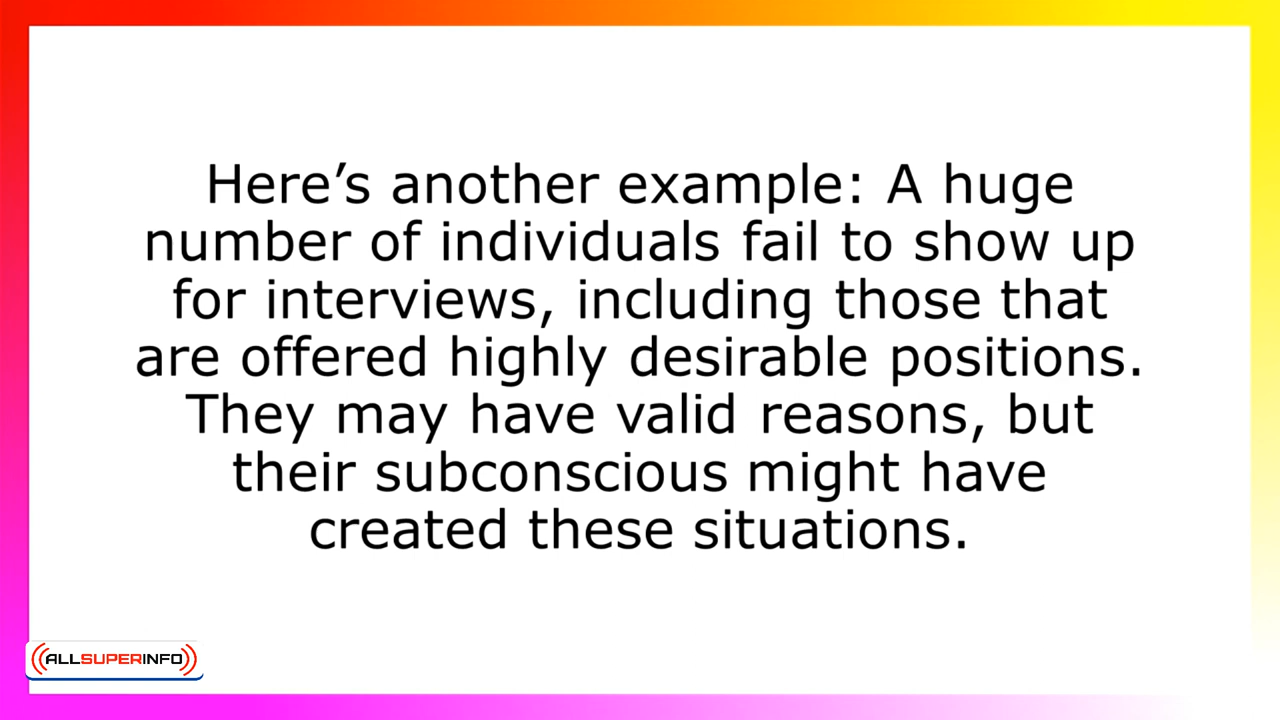 Here’s another example: A huge
number of individuals fail to show up
for interviews, including those that
are offered highly desirable positions.
They may have valid reasons, but
their subconscious might have
created these situations.
ALLSUPERINFO